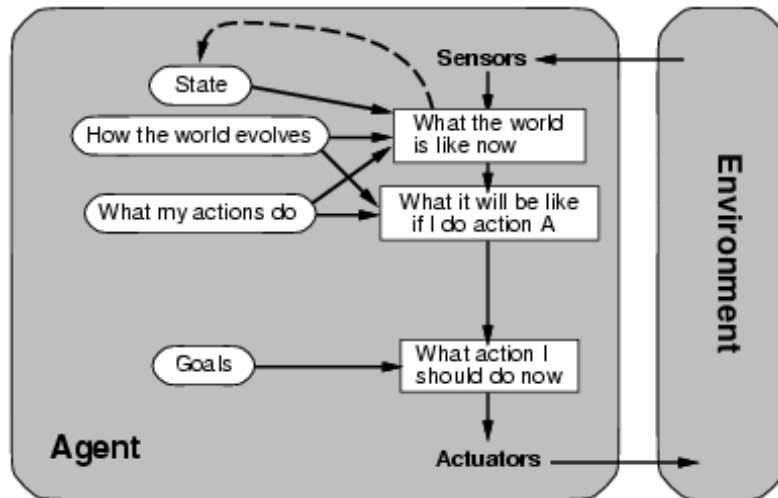 Sensors
State
What the world
is like now
How the world evolves
What it will be like
if I do action A
What my actions do
Environment
What action I
should do now
Goals
Agent
Actuators